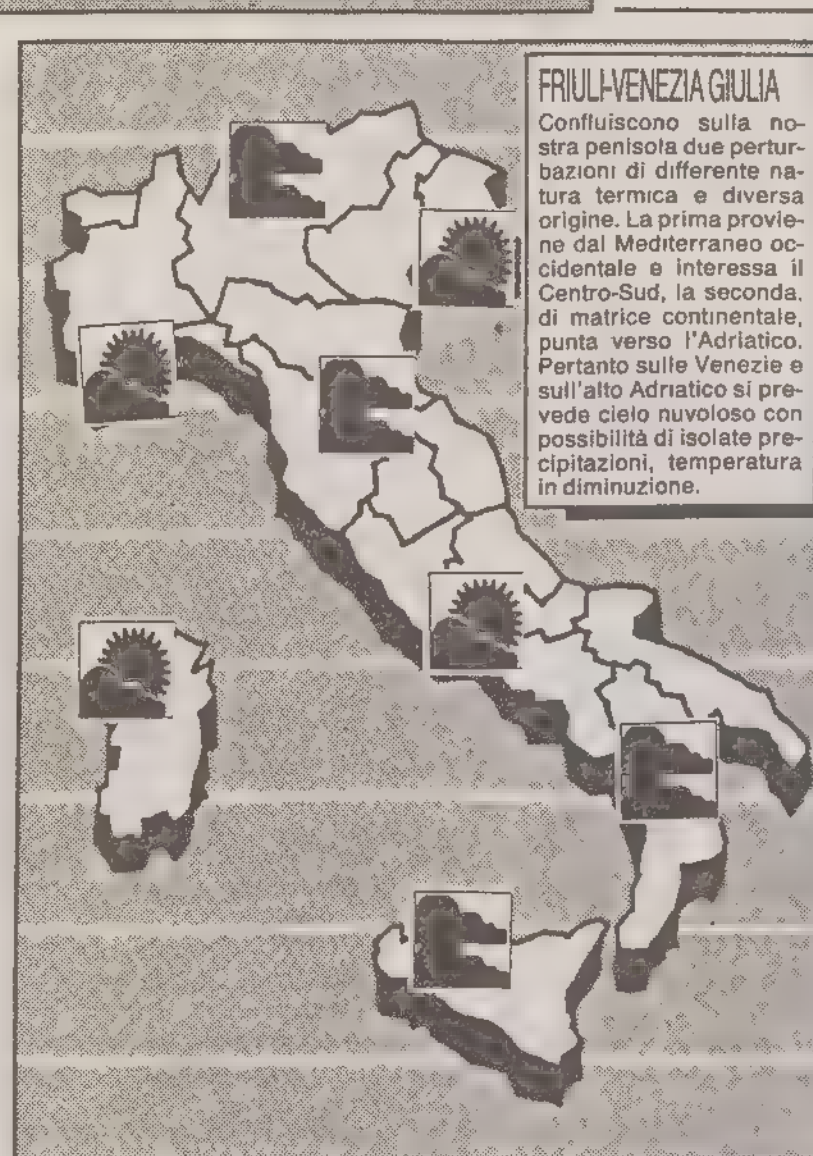 FRIULI-VENEZIA GIULIA
Confluiscono sulla no-
stra penisola due pertur-
bazioni di differente na-
tura termica e diversa
origine. La prima provie-
ne dal Mediterraneo oc-
cidentale e interessa il
Centro-Sud, la seconda,
di matrice continentale,
punta verso l'Adriatico.
Pertanto sulle Venezie e
sull'alto Adriatico si pre-
vede cielo nuvoloso con
possibilità di isolate pre-
cipitazioni, temperatura
in diminuzione.